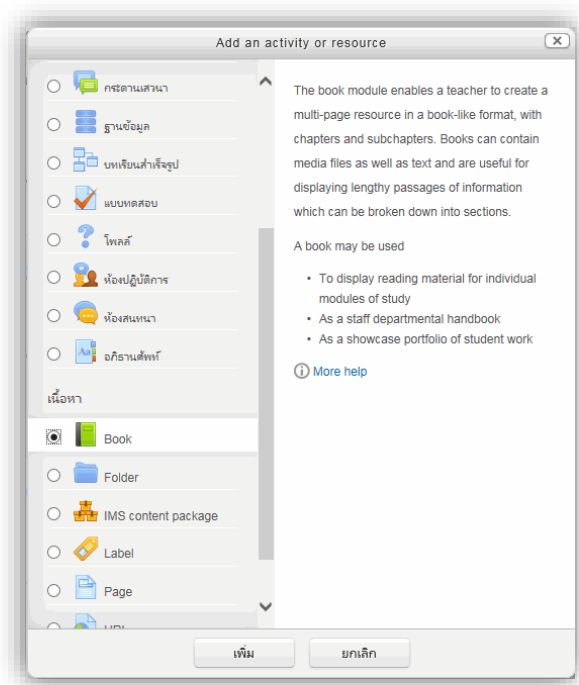 Add an activity or resource
กระดานเสวนา
ฐานข้อมูล
บทเรียนสำเร็จรูป
แบบทดสอบ
โพลล์
ห้องปฏิบัติการ
ห้องสนทนา
อภิธานศัพท์
เนื้อหา
Book
Folder
IMS content package
Label
Page
The book module enables a teacher to create a
multi-page resource in a book-like format, with
chapters and subchapters. Books can contain
media files as well as text and are useful for
displaying lengthy passages of information
which can be broken down into sections.
A book may be used
• To display reading material for individual
modules of study
• As a staff departmental handbook
• As a showcase portfolio of student work
More help
เพิ่ม
ยกเลิก